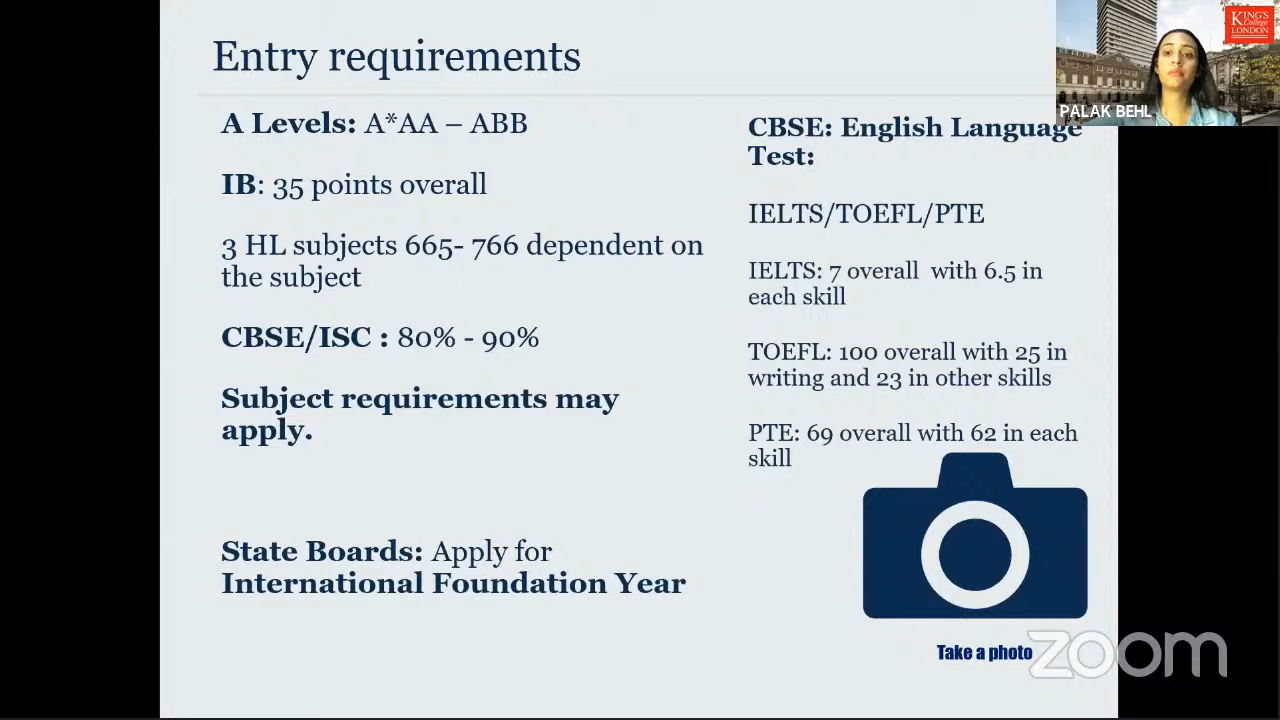 Entry requirements
A Levels: A*AA – ABB
IB: 35 points overall
3 HL subjects 665- 766 dependent on
the subject
CBSE/ISC : 80% - 90%
Subject requirements may
apply.
State Boards: Apply for
International Foundation Year
CBSE: English Language
Test:
IELTS/TOEFL/PTE
IELTS: 7 overall with 6.5 in
each skill
TOEFL: 100 overall with 25 in
writing and 23 in other skills
PTE: 69 overall with 62 in each
skill
Take a photo
zoom
KING'S
College
LONDON
PALAK BEHL